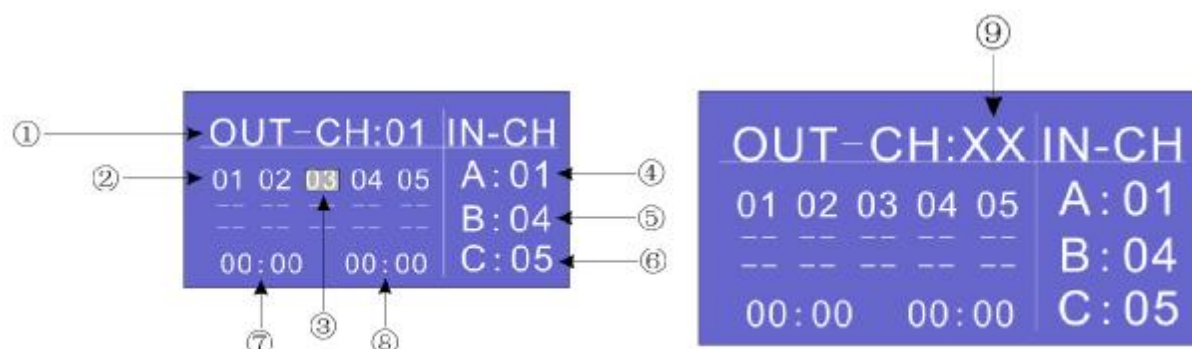 ⑨
① OUT-CH:01 IN-CH
② 01 02 03 04 05 A:01 ④
-- -- -- -- --
B:04 ⑤
-- -- -- -- --
00:00 00:00 C:05 ⑥
⑦ ③ ⑧
OUT-CH:XX IN-CH
01 02 03 04 05 A:01
-- -- -- -- --
B:04
-- -- -- -- --
00:00 00:00 C:05